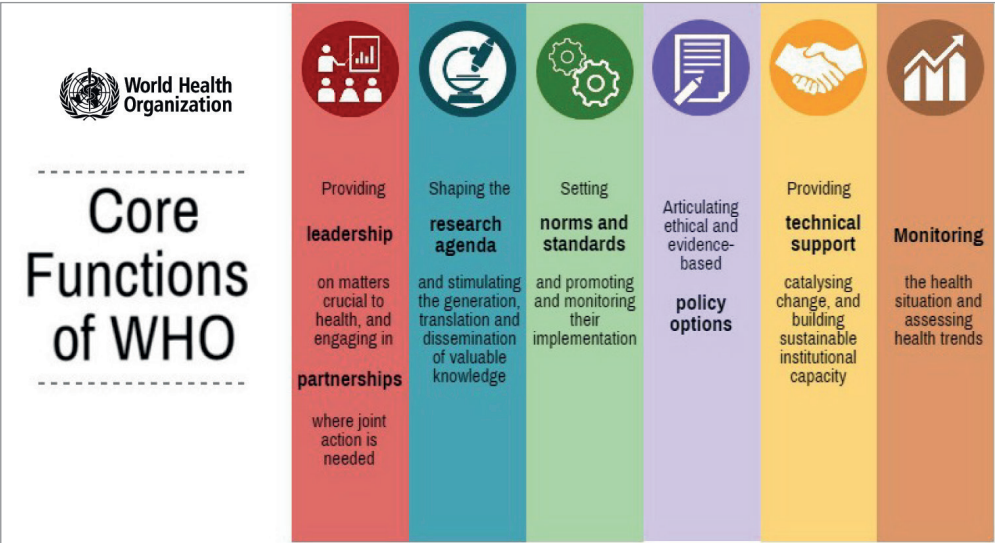 World Health
Organization
Core
Functions
of WHO
Providing
leadership
on matters
crucial to
health, and
engaging in
partnerships
where joint
action is
needed
Shaping the
research
agenda
and stimulating
the generation,
translation and
dissemination
of valuable
knowledge
Setting
norms and
standards
and promoting
and monitoring
their
implementation
Articulating
ethical and
evidence-
based
policy
options
Providing
technical
support
catalysing
change, and
building
sustainable
institutional
capacity
Monitoring
the health
situation and
assessing
health trends